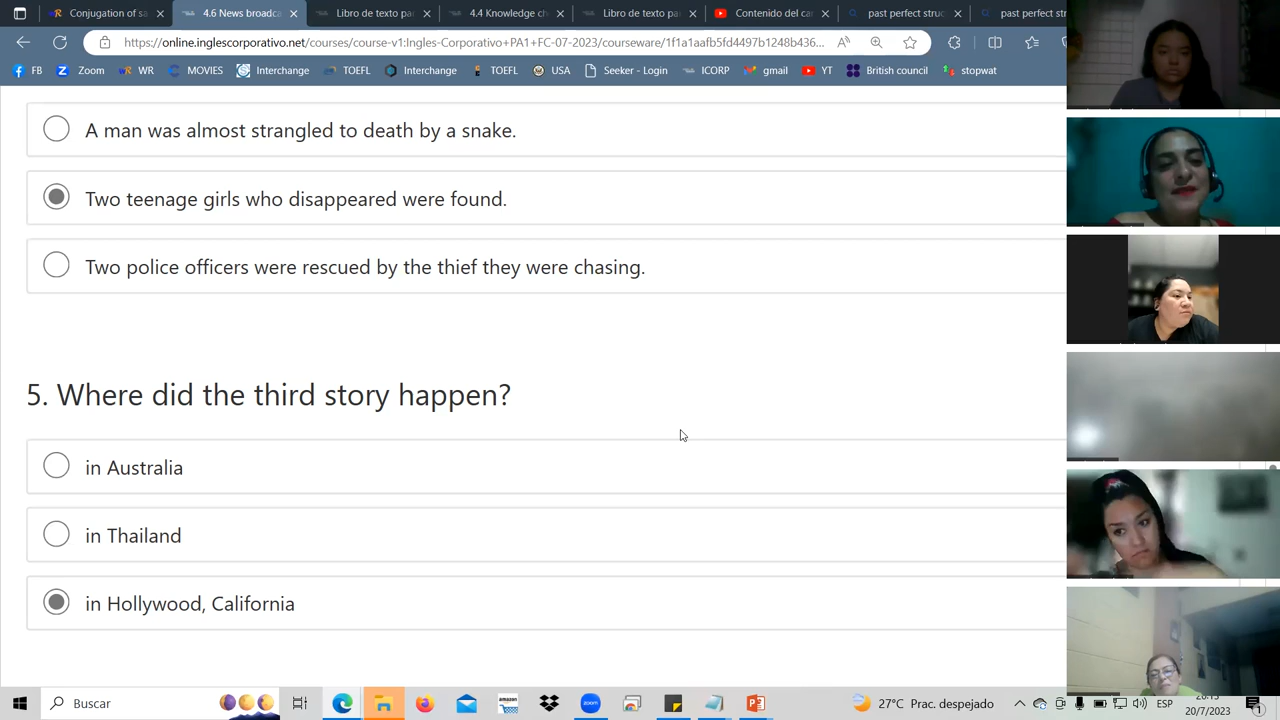 Conjugation of sa
4.6 News broadca
Libro de texto pa
4.4 Knowledge ch
Libro de texto pa
Contenido del ca
past perfect struc
past perfect str
https://online.inglescorporativo.net/courses/course-v1:Ingles-Corporativo+PA1+FC-07-2023/courseware/1f1a1aafb5fd4497b1248b436...
FB
Zoom
WR
MOVIES
Interchange
TOEFL
Interchange
TOEFL
USA
Seeker - Login
ICORP
gmail
YT
British council
stopwat
A man was almost strangled to death by a snake.
Two teenage girls who disappeared were found.
Two police officers were rescued by the thief they were chasing.
5. Where did the third story happen?
in Australia
in Thailand
in Hollywood, California
Buscar
27°C Prac. despejado
ESP
20/7/2023